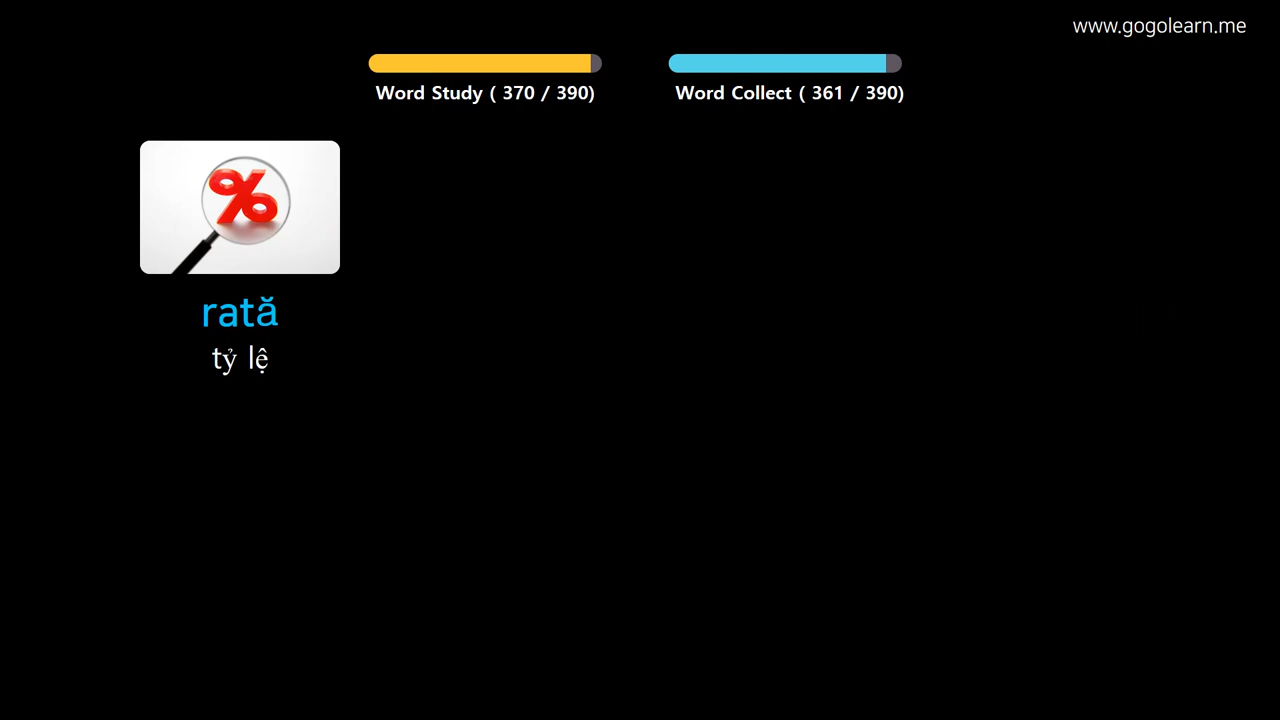 www.gogolearn.me
Word Study ( 370 / 390)
Word Collect ( 361 / 390)
%
rată
tỷ lệ